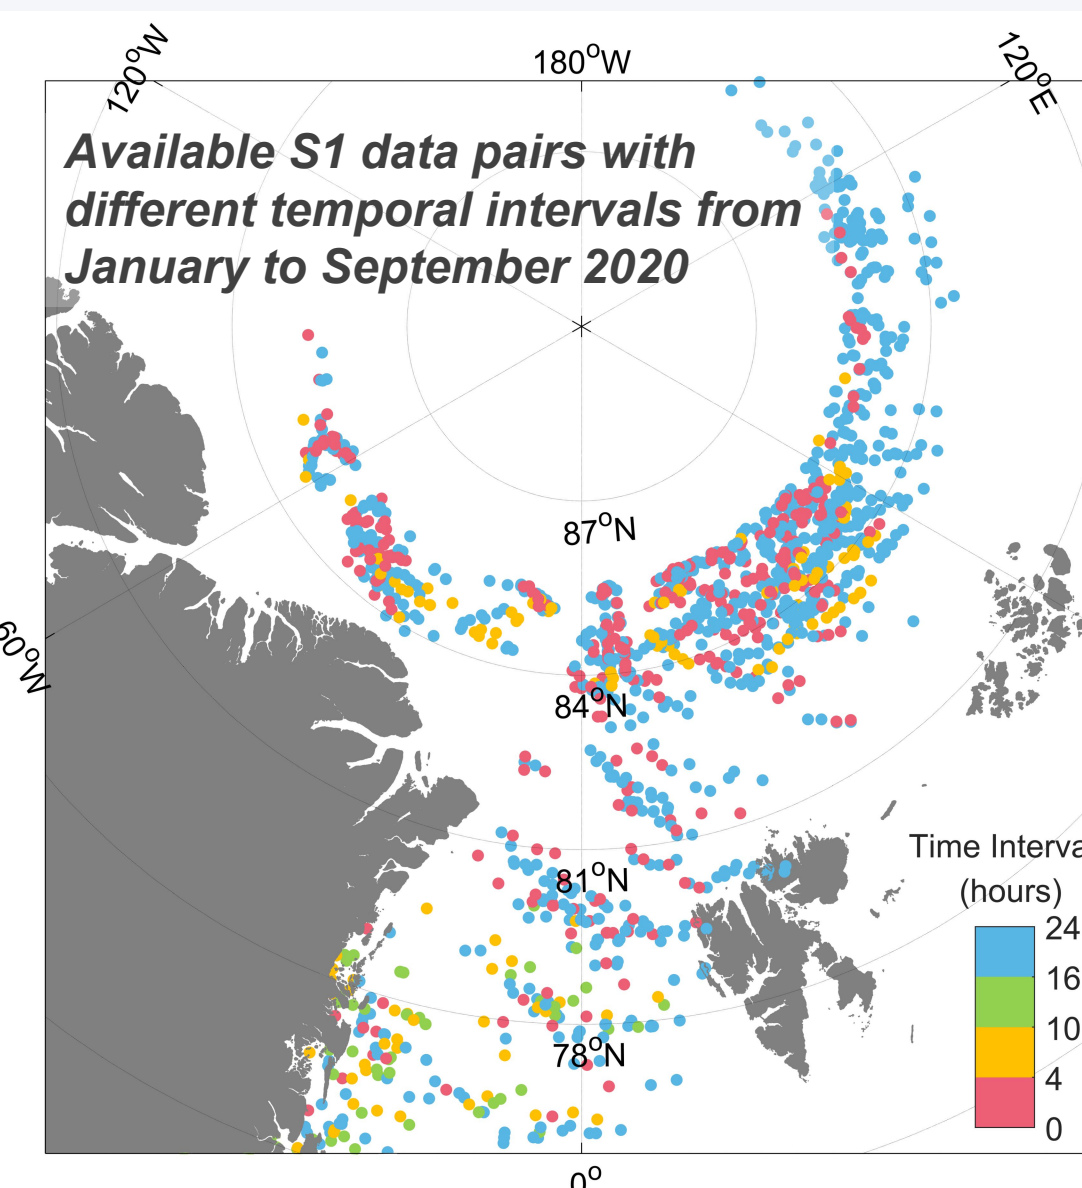 120°W
180°W
120°E
Available S1 data pairs with
different temporal intervals from
January to September 2020
87°N
60°W
84°N
81°N
Time Interva
(hours)
24
16
10
4
0
78°N
0°